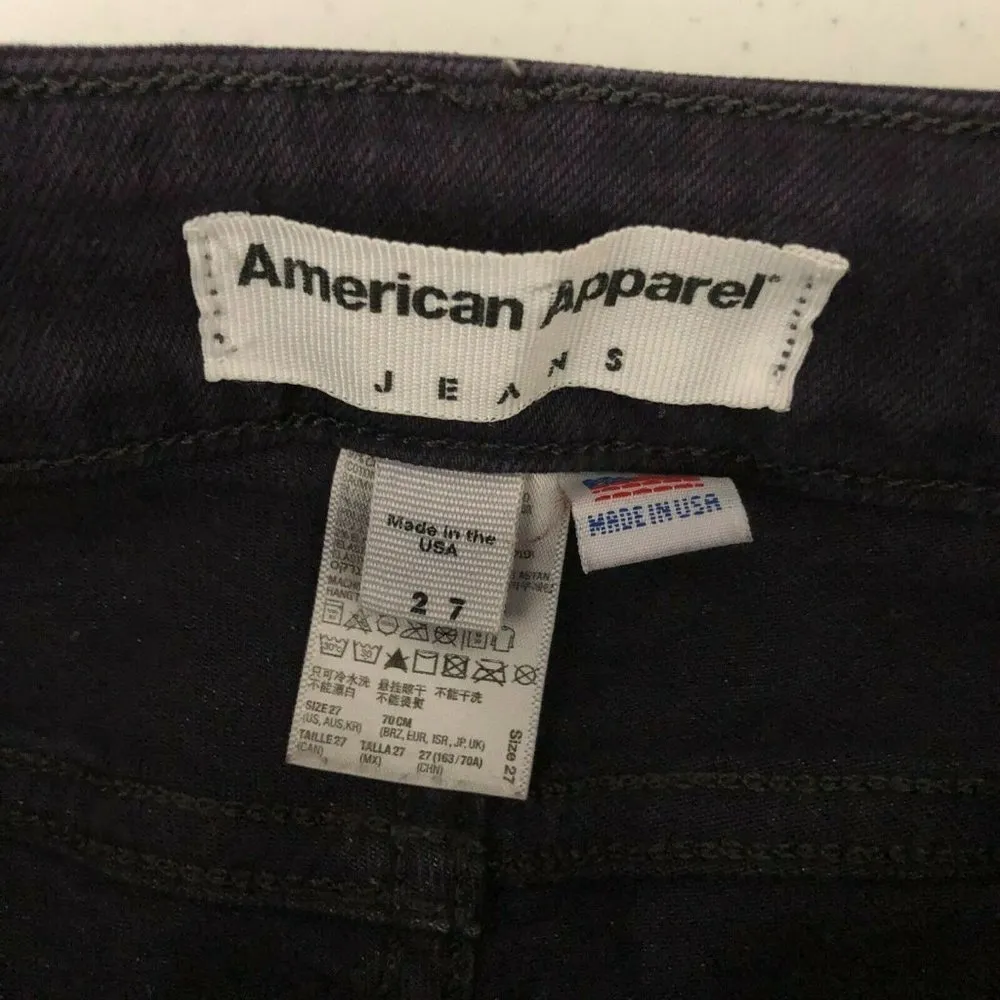 American Apparel
JEANS
Made in the
USA
27
MADE IN USA
30°C
30
只可冷水洗 悬挂晾干 不能干洗
不能漂白 不能烫熨
SIZE 27 70 CM
(US, AUS, KR) (BRZ, EUR, ISR, JP, UK)
TAILLE 27 TALLA 27 27 (163/70A)
(CAN) (MX) (CHN)
Size 27